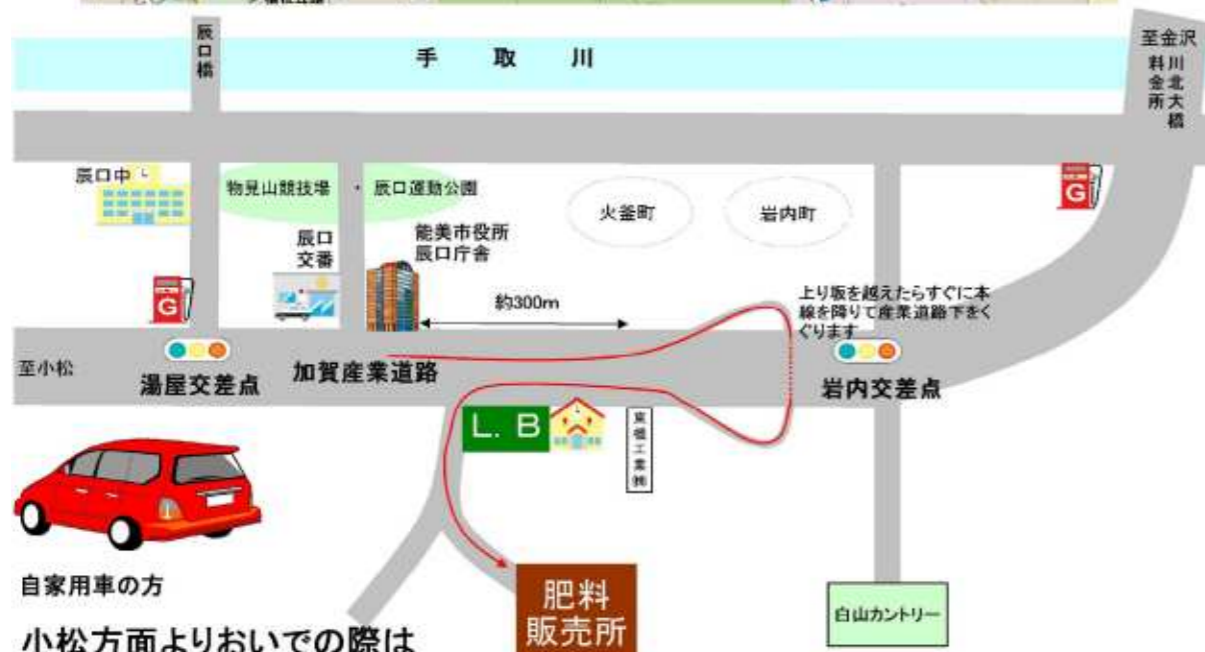 辰口橋
手取川
至金沢
川北大橋
料金所
辰口中
物見山競技場
・
辰口運動公園
火釜町
岩内町
G
辰口
交番
能美市役所
辰口庁舎
G
約300m
上り坂を越えたらすぐに本
線を降りて産業道路下をく
ぐります
至小松
湯屋交差点
加賀産業道路
岩内交差点
L. B
自家用車の方
肥料
販売所
白山カントリー
小松方面よりおいでの際は